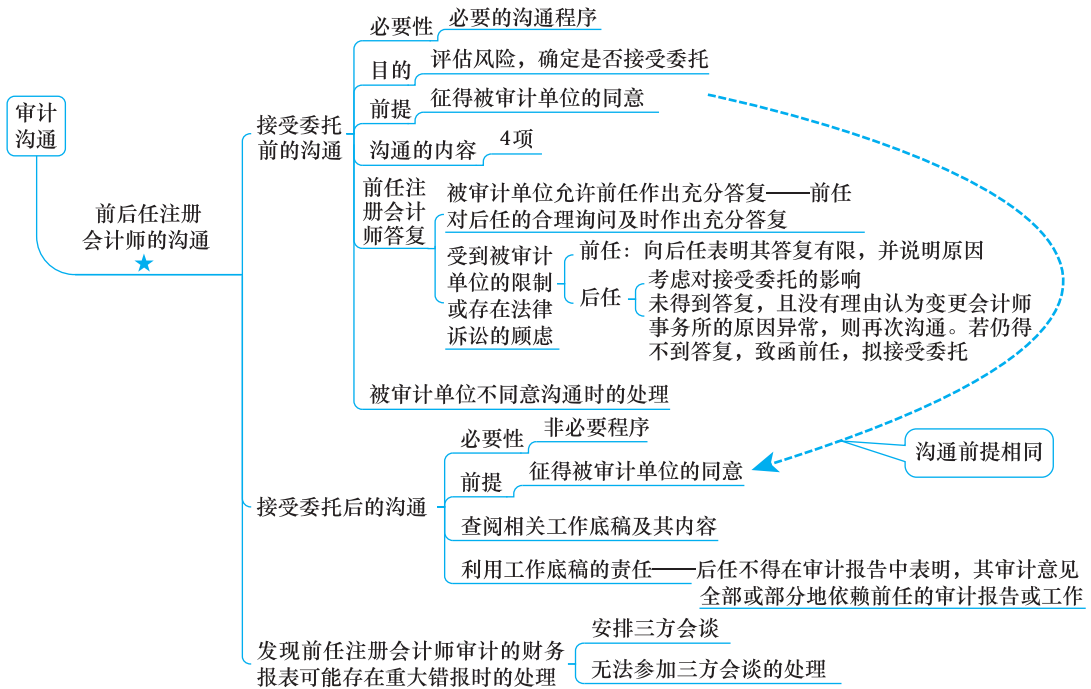 审计
沟通
前后任注册
会计师的沟通
接受委托
前的沟通
必要性
必要的沟通程序
目的
评估风险，确定是否接受委托
前提
征得被审计单位的同意
沟通的内容
4项
前任注
册会计
师答复
被审计单位允许前任作出充分答复——前任
对后任的合理询问及时作出充分答复
受到被审计
单位的限制
或存在法律
诉讼的顾虑
前任：向后任表明其答复有限，并说明原因
后任
考虑对接受委托的影响
未得到答复，且没有理由认为变更会计师
事务所的原因异常，则再次沟通。若仍得
不到答复，致函前任，拟接受委托
被审计单位不同意沟通时的处理
接受委托后的沟通
必要性
非必要程序
前提
征得被审计单位的同意
沟通前提相同
查阅相关工作底稿及其内容
利用工作底稿的责任——后任不得在审计报告中表明，其审计意见
全部或部分地依赖前任的审计报告或工作
发现前任注册会计师审计的财务
报表可能存在重大错报时的处理
安排三方会谈
无法参加三方会谈的处理